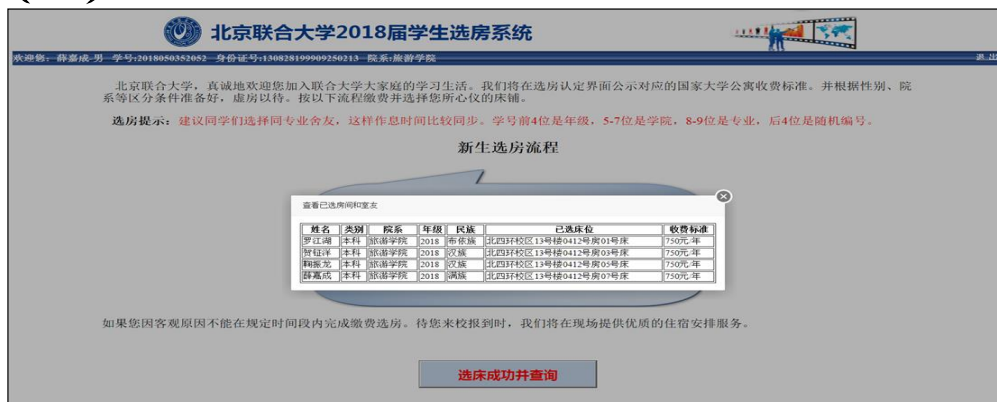 北京联合大学2018届学生选房系统
欢迎您: 薛嘉成 男 学号:2018050352052 身份证号:130828199909250213 院系:旅游学院 退出
北京联合大学，真诚地欢迎您加入联合大学大家庭的学习生活。我们将在选房认定界面公示对应的国家大学公寓收费标准。并根据性别、院
系等区分条件准备好，虚房以待。按以下流程缴费并选择您所心仪的床铺。
选房提示：建议同学们选择同专业舍友，这样作息时间比较同步。学号前4位是年级，5-7位是学院，8-9位是专业，后4位是随机编号。
新生选房流程
查看已选房间和室友
姓名 类别 院系 年级 民族 已选床位 收费标准
罗江湖 本科 旅游学院 2018 布依族 北四环校区13号楼0412号房01号床 750元/年
贺钲洋 本科 旅游学院 2018 汉族 北四环校区13号楼0412号房03号床 750元/年
鞠振龙 本科 旅游学院 2018 汉族 北四环校区13号楼0412号房05号床 750元/年
薛嘉成 本科 旅游学院 2018 满族 北四环校区13号楼0412号房07号床 750元/年
如果您因客观原因不能在规定时间段内完成缴费选房。待您来校报到时，我们将在现场提供优质的住宿安排服务。
选床成功并查询